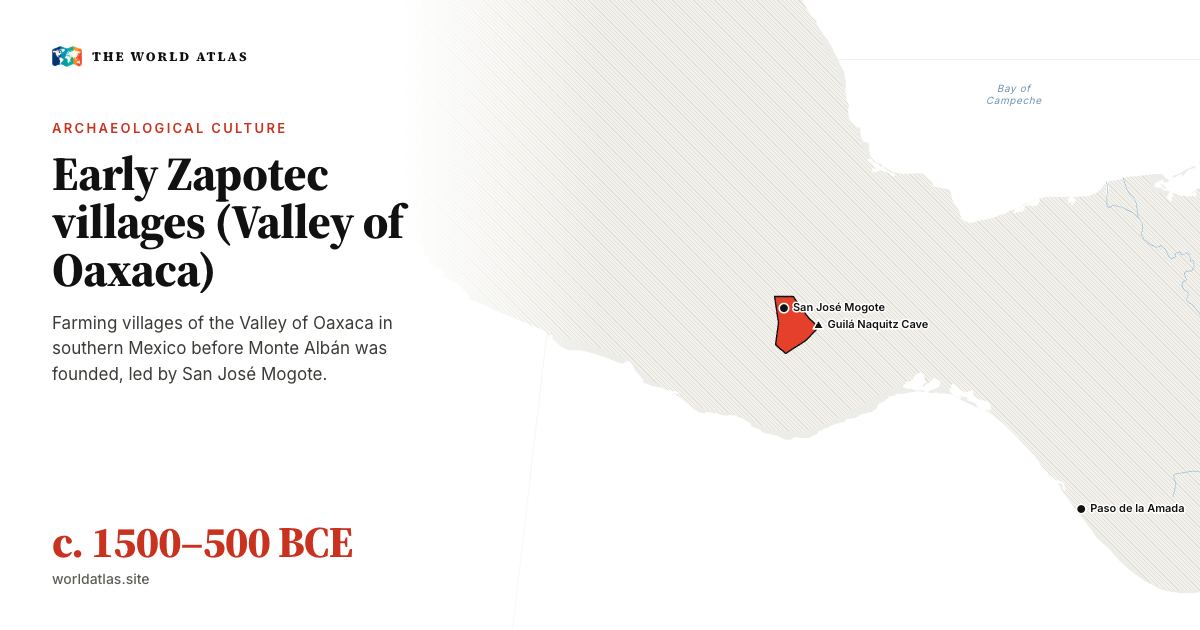 THE WORLD ATLAS
ARCHAEOLOGICAL CULTURE
Early Zapotec
villages (Valley of
Oaxaca)
Farming villages of the Valley of Oaxaca in
southern Mexico before Monte Albán was
founded, led by San José Mogote.
c. 1500–500 BCE
worldatlas.site
Bay of
Campeche
San José Mogote
Guilá Naquitz Cave
Paso de la Amada